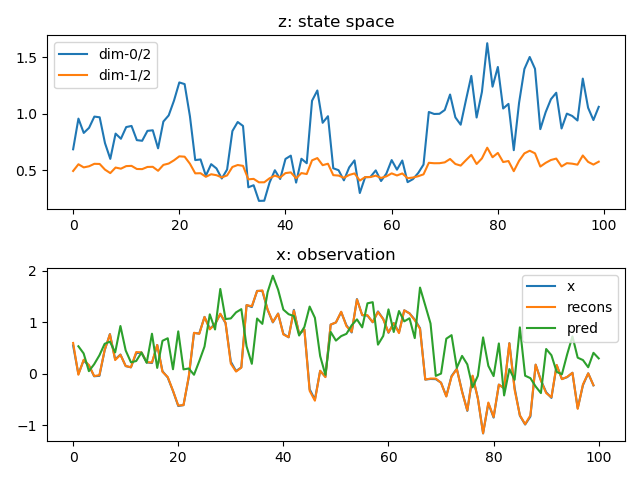 z: state space
dim-0/2
dim-1/2
1.5
1.0
0.5
0 20 40 60 80 100
x: observation
x
recons
pred
2
1
0
−1
0 20 40 60 80 100